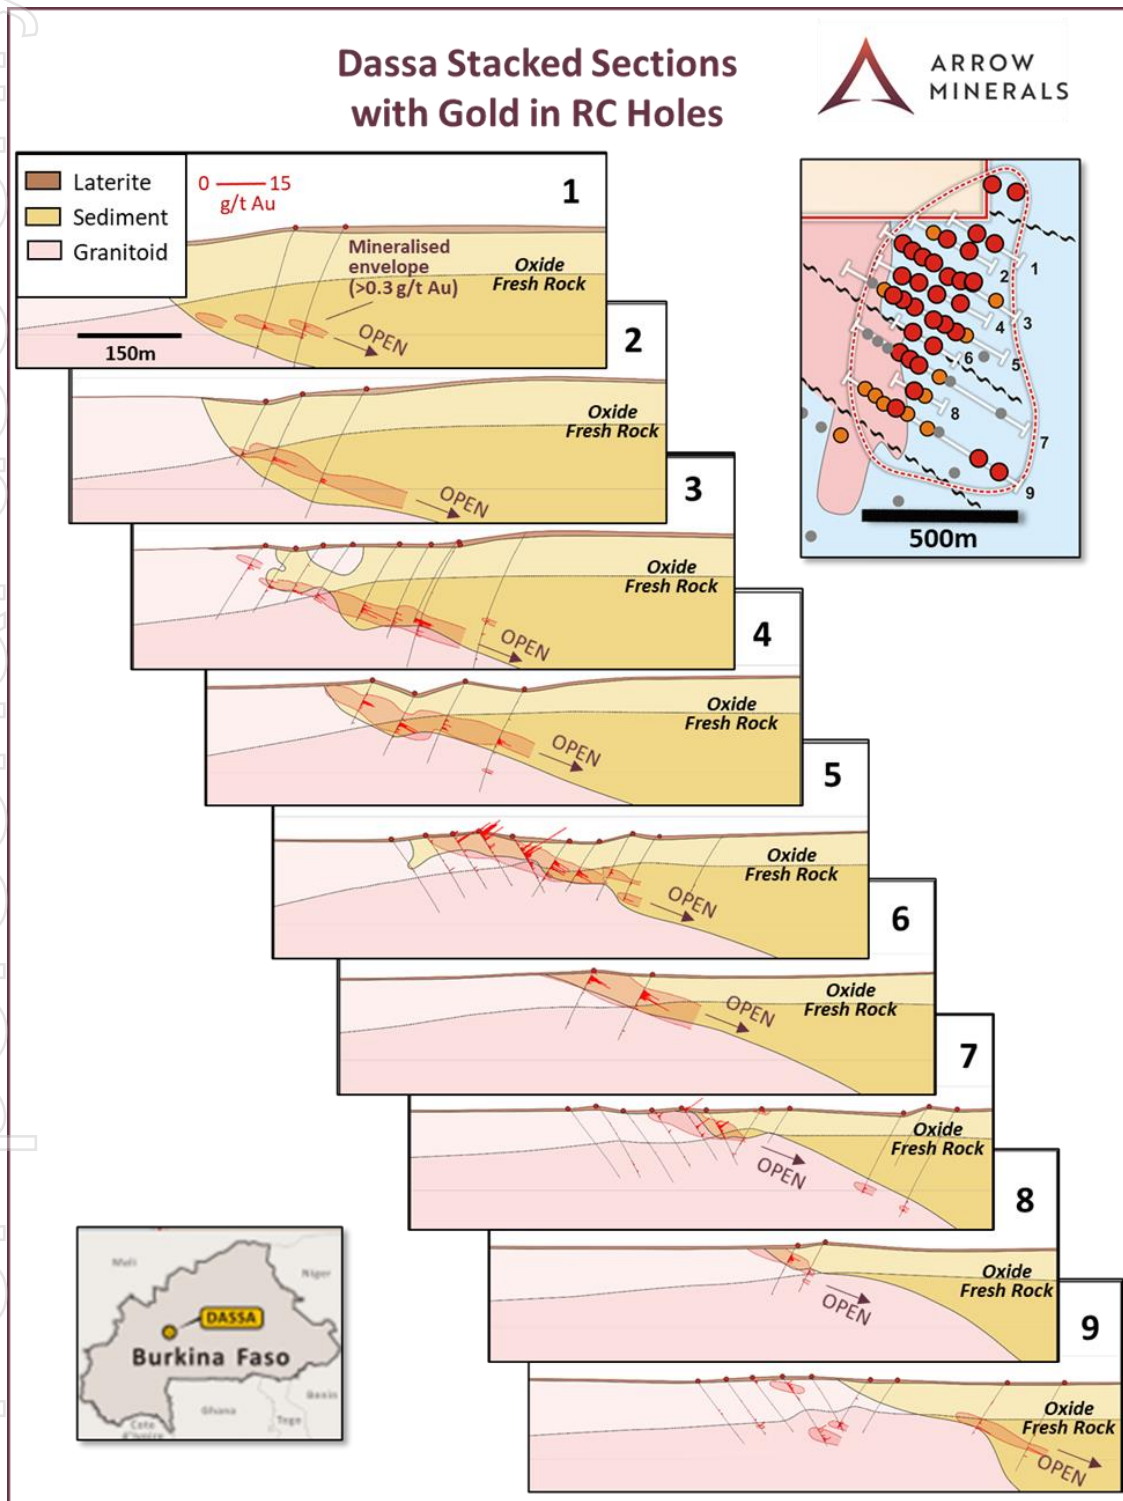 Dassa Stacked Sections
with Gold in RC Holes
ARROW
MINERALS
Laterite
Sediment
Granitoid
0
15
g/t Au
1
Mineralised
envelope
(>0.3 g/t Au)
Oxide
Fresh Rock
OPEN
150m
2
Oxide
Fresh Rock
OPEN
3
Oxide
Fresh Rock
OPEN
4
Oxide
Fresh Rock
OPEN
5
Oxide
Fresh Rock
OPEN
6
Oxide
Fresh Rock
OPEN
7
Oxide
Fresh Rock
OPEN
8
Oxide
Fresh Rock
OPEN
9
Oxide
Fresh Rock
OPEN
1
2
3
4
5
6
7
8
9
500m
Mali
Niger
DASSA
Burkina Faso
Benin
Ghana
Togo
Cote
d'Ivoire